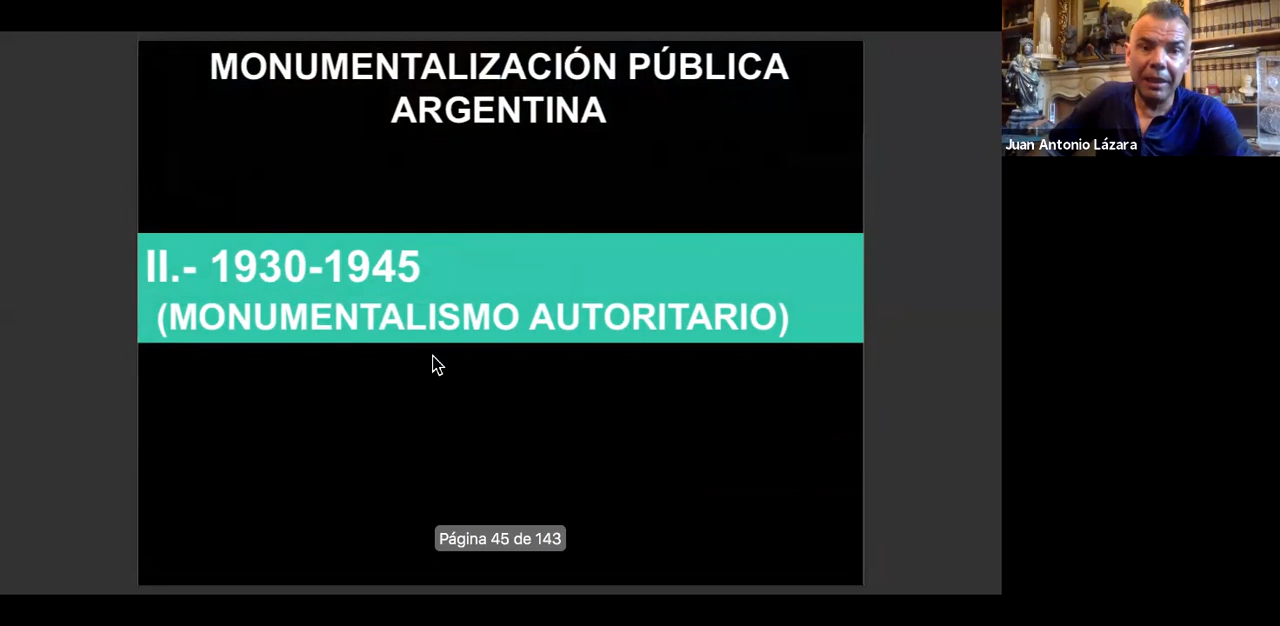 MONUMENTALIZACIÓN PÚBLICA
ARGENTINA
II.- 1930-1945
(MONUMENTALISMO AUTORITARIO)
Página 45 de 143
Juan Antonio Lázara